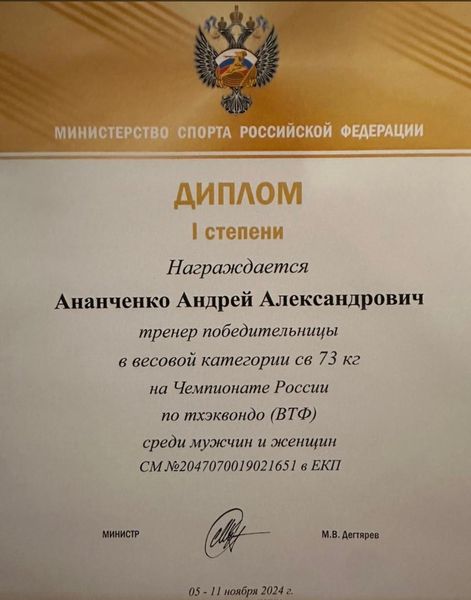 МИНИСТЕРСТВО СПОРТА РОССИЙСКОЙ ФЕДЕРАЦИИ
ДИПЛОМ
I степени
Награждается
Ананченко Андрей Александрович
тренер победительницы
в весовой категории св 73 кг
на Чемпионате России
по тхэквондо (ВТФ)
среди мужчин и женщин
СМ №2047070019021651 в ЕКП
МИНИСТР
М.В. Дегтярев
05 - 11 ноября 2024 г.